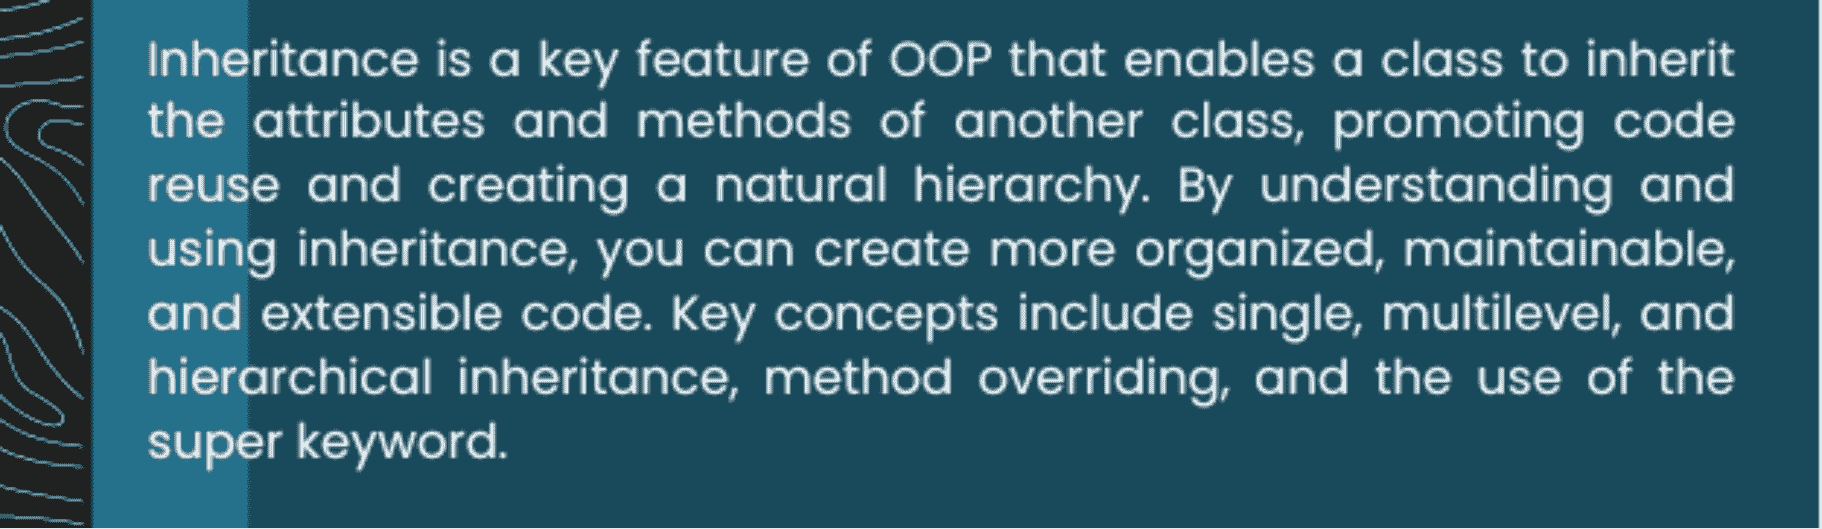 Inheritance is a key feature of OOP that enables a class to inherit
the attributes and methods of another class, promoting code
reuse and creating a natural hierarchy. By understanding and
using inheritance, you can create more organized, maintainable,
and extensible code. Key concepts include single, multilevel, and
hierarchical inheritance, method overriding, and the use of the
super keyword.